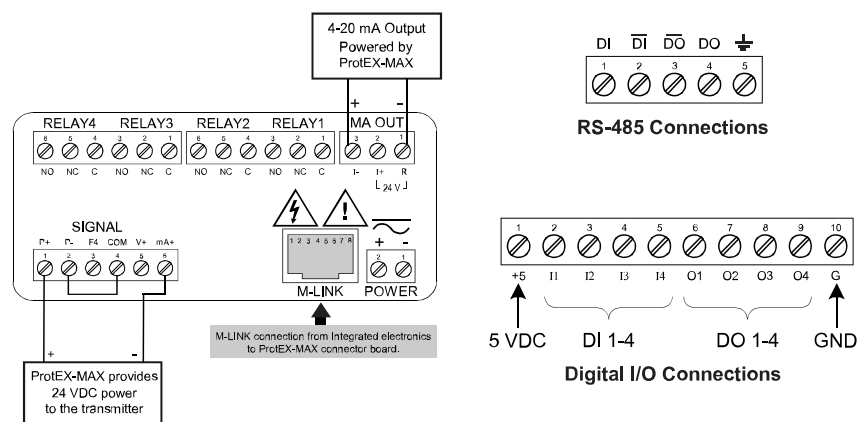 4-20 mA Output
Powered by
ProtEX-MAX
+ -
RELAY4 RELAY3 RELAY2 RELAY1 MA OUT
6 5 4 3 2 1 6 5 4 3 2 1 3 2 1
NO NC C NO NC C NO NC C NO NC C I- I+ R
24 V
SIGNAL
P+ P- F4 COM V+ mA+
1 2 3 4 5 6
1 2 3 4 5 6 7 8
M-LINK
+ -
2 1
POWER
M-LINK connection from Integrated electronics
to ProtEX-MAX connector board.
+ -
ProtEX-MAX provides
24 VDC power
to the transmitter
DI D̅I̅ D̅O̅ DO
1 2 3 4 5
RS-485 Connections
1 2 3 4 5 6 7 8 9 10
+5 I1 I2 I3 I4 O1 O2 O3 O4 G
5 VDC DI 1-4 DO 1-4 GND
Digital I/O Connections